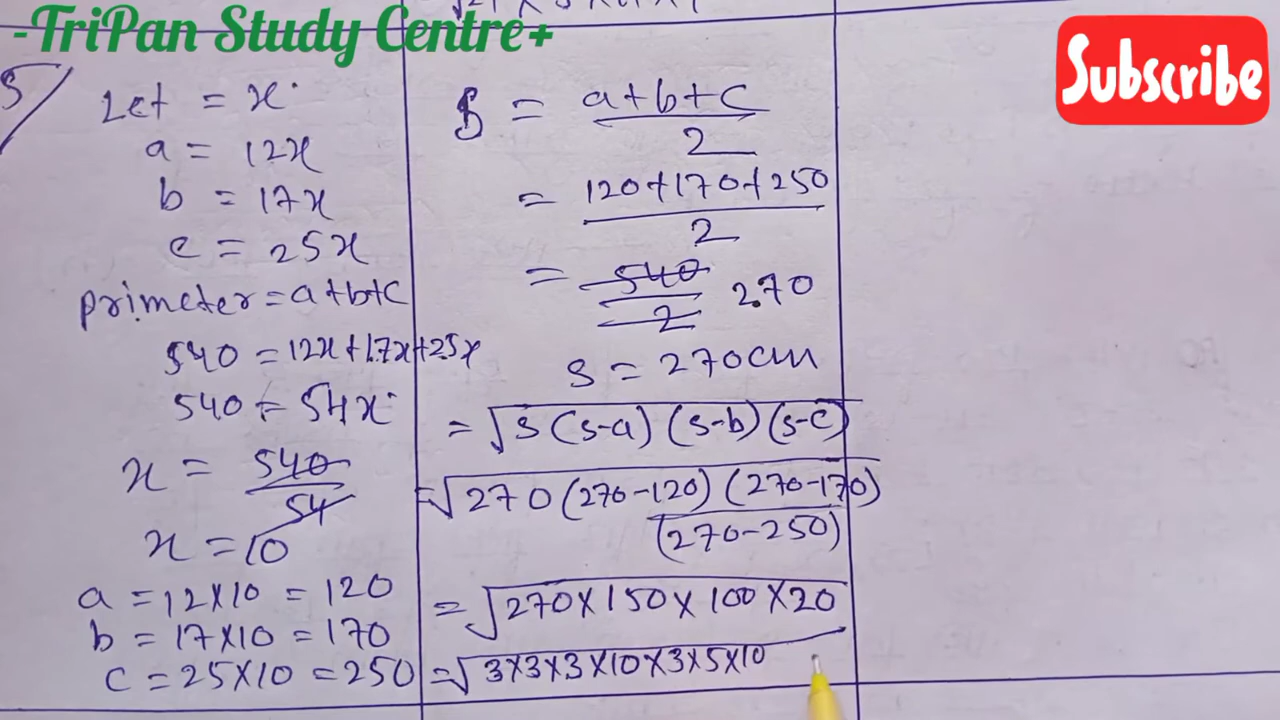 -TriPan Study Centre+
Subscribe
5/
Let = x
a = 12x
b = 17x
c = 25x
primeter = a+b+c
540 = 12x+17x+25x
540 = 54x
x = 540/54
x = 10
a = 12×10 = 120
b = 17×10 = 170
c = 25×10 = 250
S = a+b+c/2
= 120+170+250/2
= 540/2 270
s = 270cm
= √s(s-a)(s-b)(s-c)
= √270(270-120)(270-170)
(270-250)
= √270×150×100×20
= √3×3×3×10×3×5×10